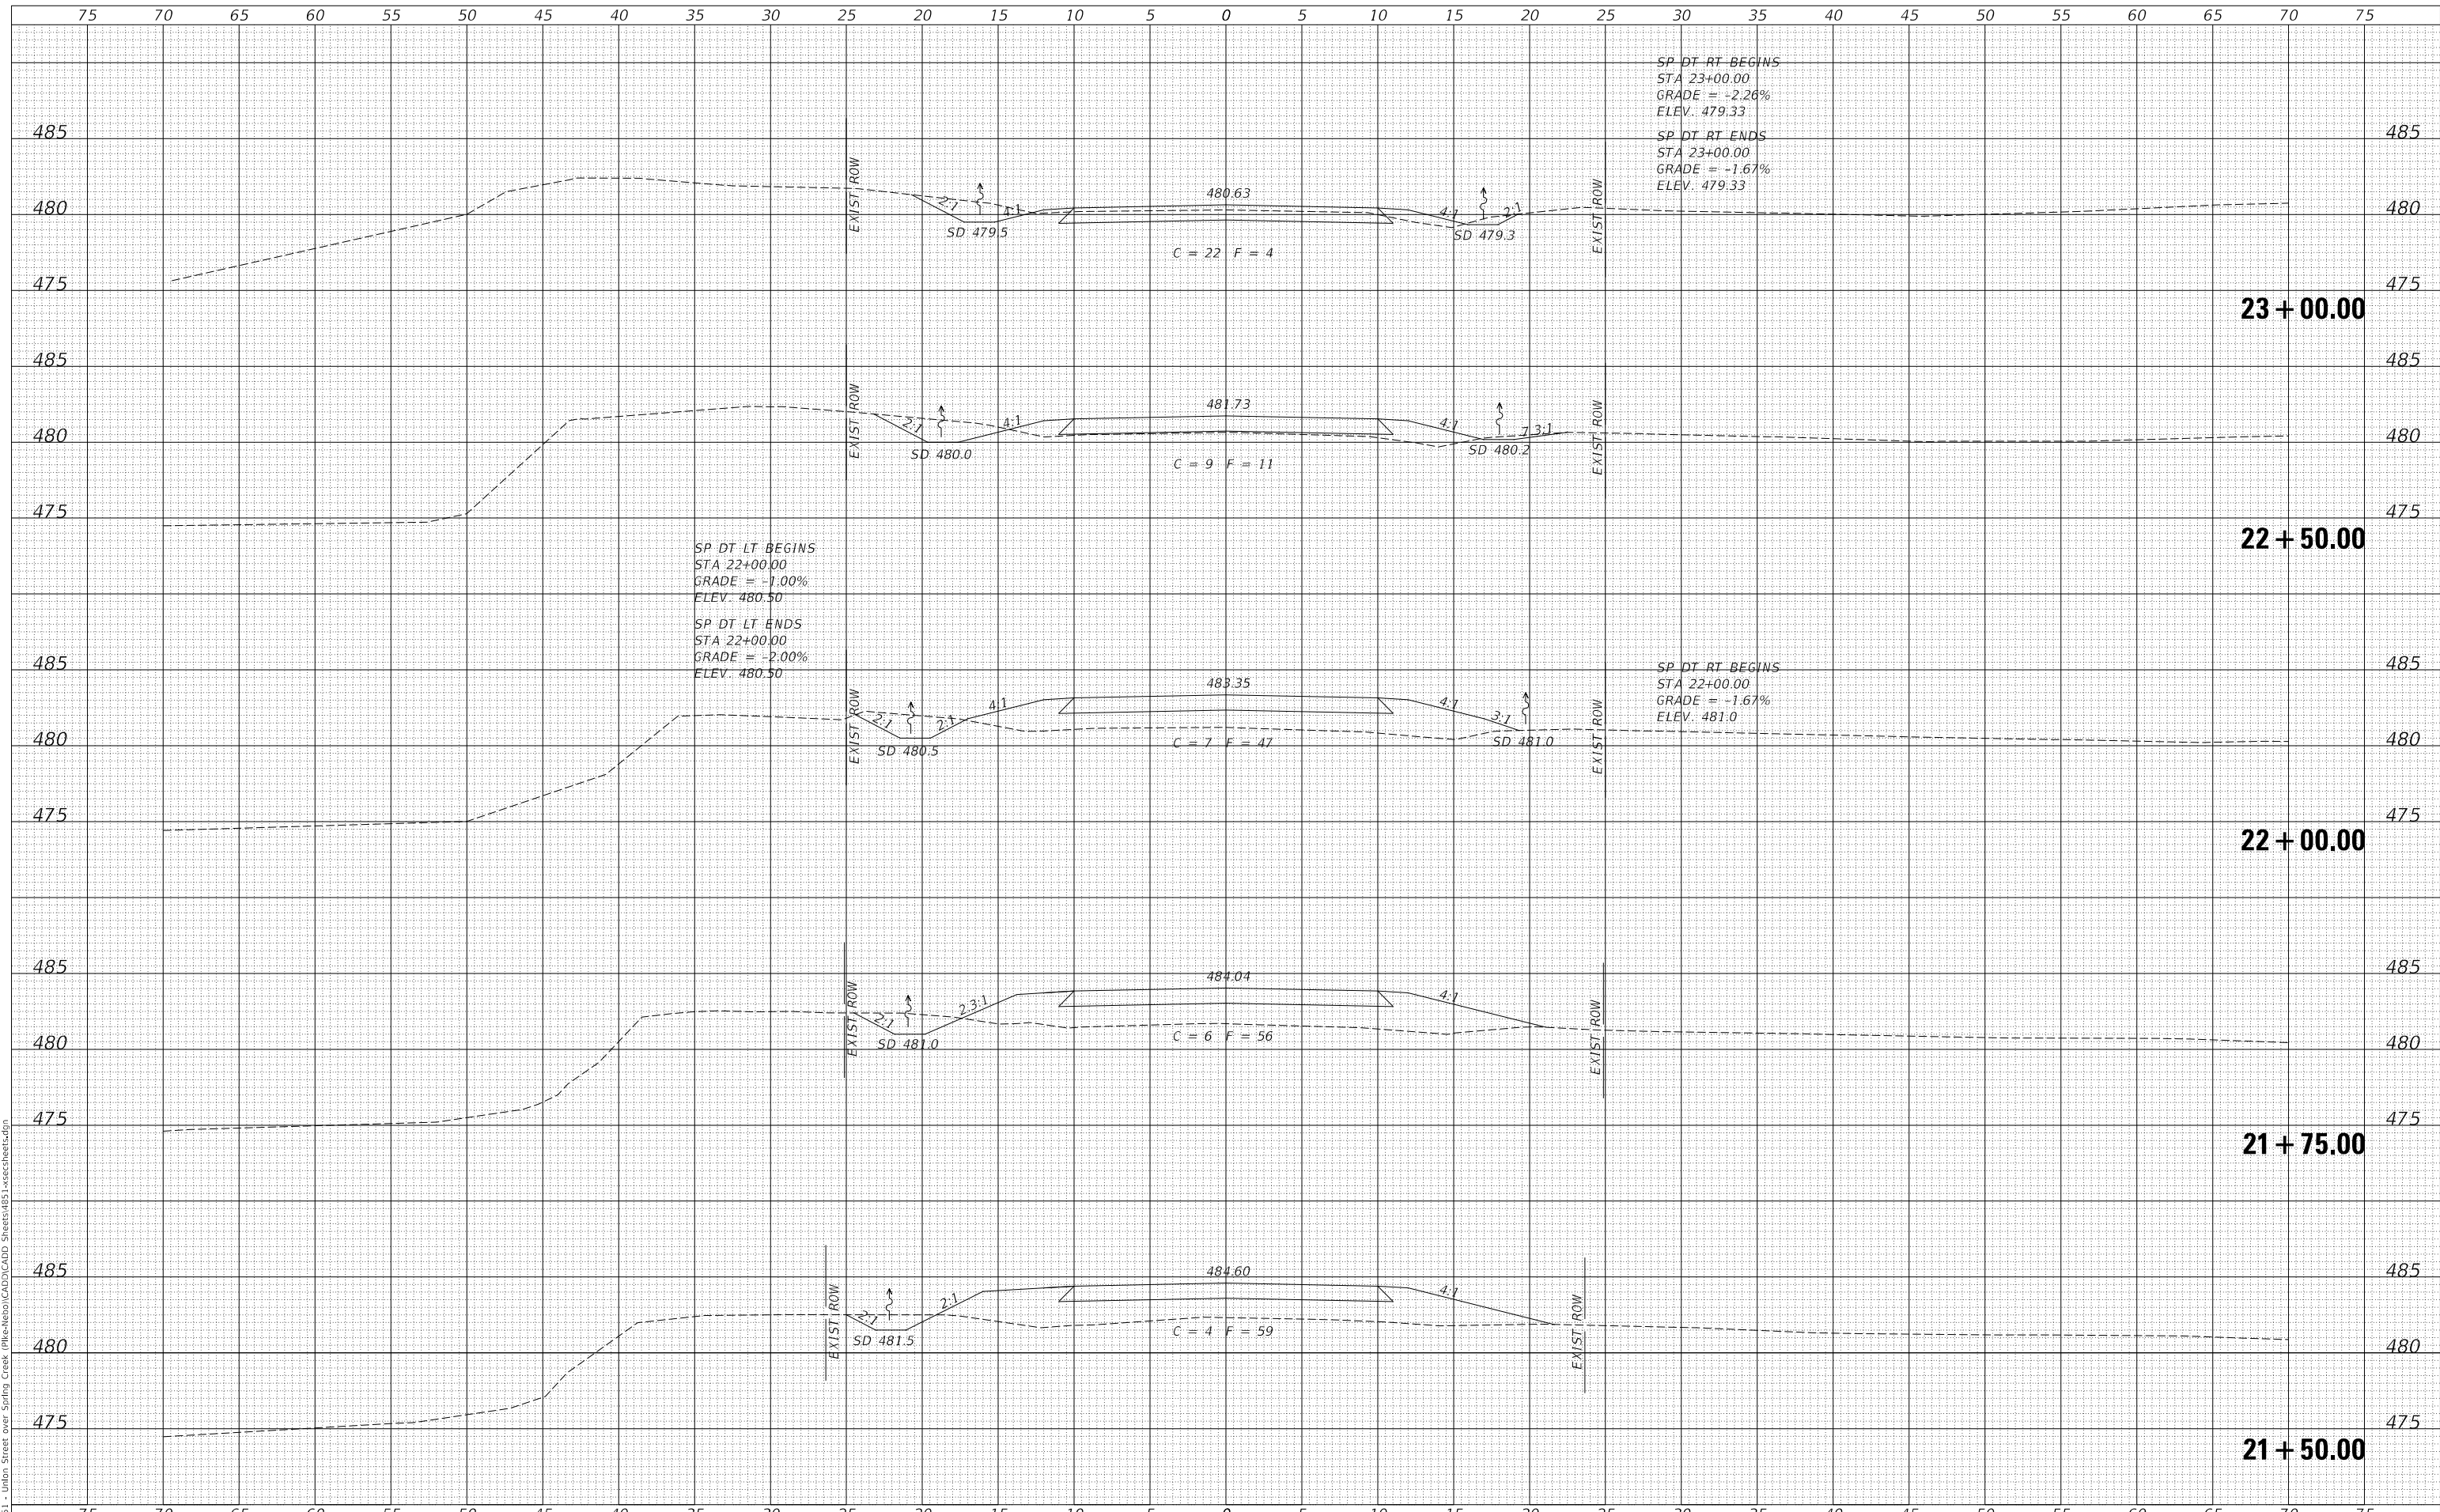 75 70 65 60 55 50 45 40 35 30 25 20 15 10 5 0 5 10 15 20 25 30 35 40 45 50 55 60 65 70 75
SP DT RT BEGINS
STA 23+00.00
GRADE = -2.26%
ELEV. 479.33
SP DT RT ENDS
STA 23+00.00
GRADE = -1.67%
ELEV. 479.33
485 485
EXIST ROW EXIST ROW
480.63
2:1 4:1 4:1 2:1
480 480
SD 479.5 SD 479.3
C = 22 F = 4
475 475
23+00.00
485 485
EXIST ROW EXIST ROW
481.73
2:1 4:1 4:1 7.3:1
480 480
SD 480.0 SD 480.2
C = 9 F = 11
475 475
22+50.00
SP DT LT BEGINS
STA 22+00.00
GRADE = -1.00%
ELEV. 480.50
SP DT LT ENDS
STA 22+00.00
GRADE = -2.00%
ELEV. 480.50
SP DT RT BEGINS
STA 22+00.00
GRADE = -1.67%
ELEV. 481.0
485 485
EXIST ROW EXIST ROW
483.35
2:1 2:1 4:1 4:1 3:1
480 480
SD 480.5 SD 481.0
C = 7 F = 47
475 475
22+00.00
485 485
EXIST ROW EXIST ROW
484.04
2:1 2.3:1 4:1
480 480
SD 481.0
C = 6 F = 56
475 475
21+75.00
485 485
EXIST ROW EXIST ROW
484.60
2:1 2:1 4:1
480 480
SD 481.5
C = 4 F = 59
475 475
21+50.00
75 70 65 60 55 50 45 40 35 30 25 20 15 10 5 0 5 10 15 20 25 30 35 40 45 50 55 60 65 70 75
- Union Street over Spring Creek (Pike-Nebo)\CADD\CADD Sheets\4851-xsecsheets.dgn